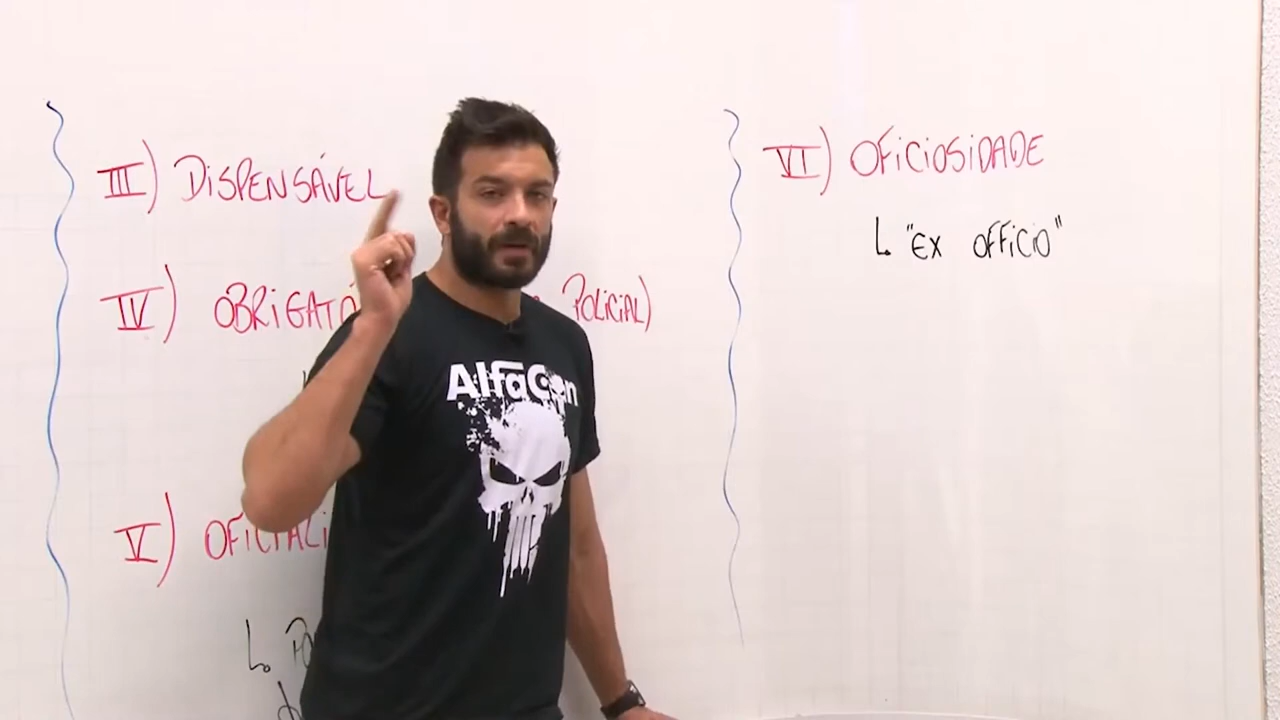 III) DISPENSÁVEL
IV) OBRIGATÓ POLICIAL)
V) OFICIALI
VI) OFICIOSIDADE
↳ "EX OFFICIO"
AlfaCon